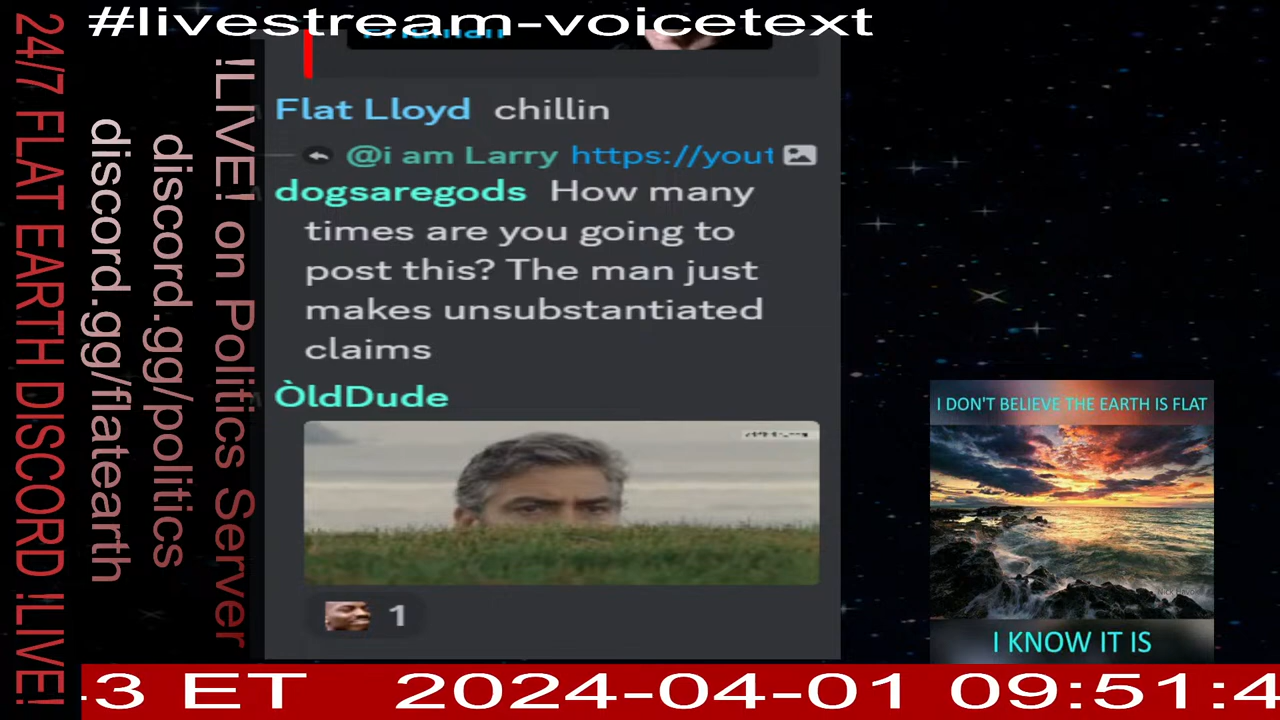 #livestream-voicetext
24/7 FLAT EARTH DISCORD !LIVE!
discord.gg/flatearth
discord.gg/politics
!LIVE! on Politics Server
Flat Lloyd chillin
@i am Larry https://yout
dogsaregods How many
times are you going to
post this? The man just
makes unsubstantiated
claims
ÒldDude
1
I DON'T BELIEVE THE EARTH IS FLAT
I KNOW IT IS
3 ET 2024-04-01 09:51:4